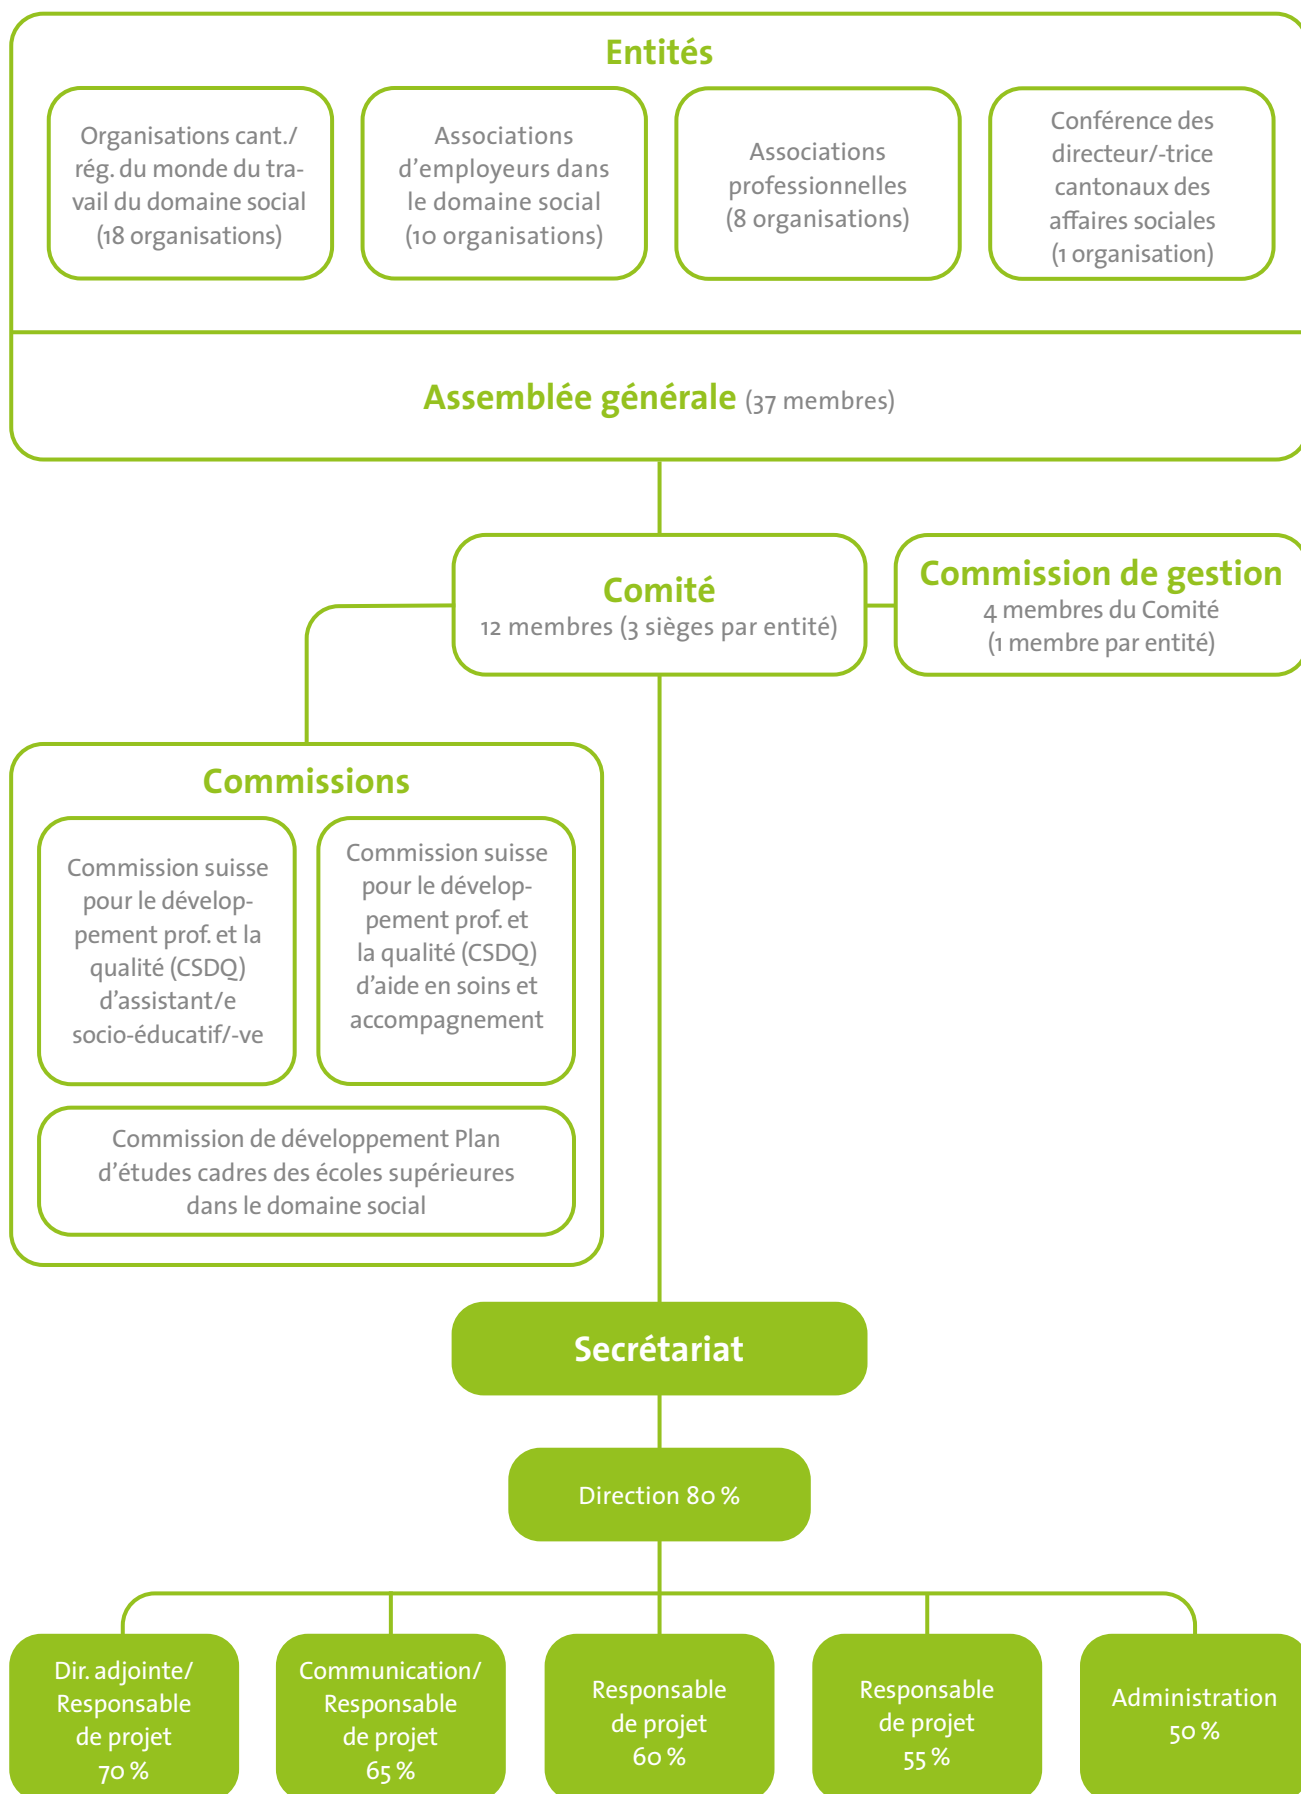 Entités
Organisations cant./
rég. du monde du tra-
vail du domaine social
(18 organisations)
Associations
d’employeurs dans
le domaine social
(10 organisations)
Associations
professionnelles
(8 organisations)
Conférence des
directeur/-trice
cantonaux des
affaires sociales
(1 organisation)
Assemblée générale (37 membres)
Comité
12 membres (3 sièges par entité)
Commission de gestion
4 membres du Comité
(1 membre par entité)
Commissions
Commission suisse
pour le dévelop-
pement prof. et la
qualité (CSDQ)
d’assistant/e
socio-éducatif/-ve
Commission suisse
pour le dévelop-
pement prof. et
la qualité (CSDQ)
d’aide en soins et
accompagnement
Commission de développement Plan
d’études cadres des écoles supérieures
dans le domaine social
Secrétariat
Direction 80 %
Dir. adjointe/
Responsable
de projet
70 %
Communication/
Responsable
de projet
65 %
Responsable
de projet
60 %
Responsable
de projet
55 %
Administration
50 %